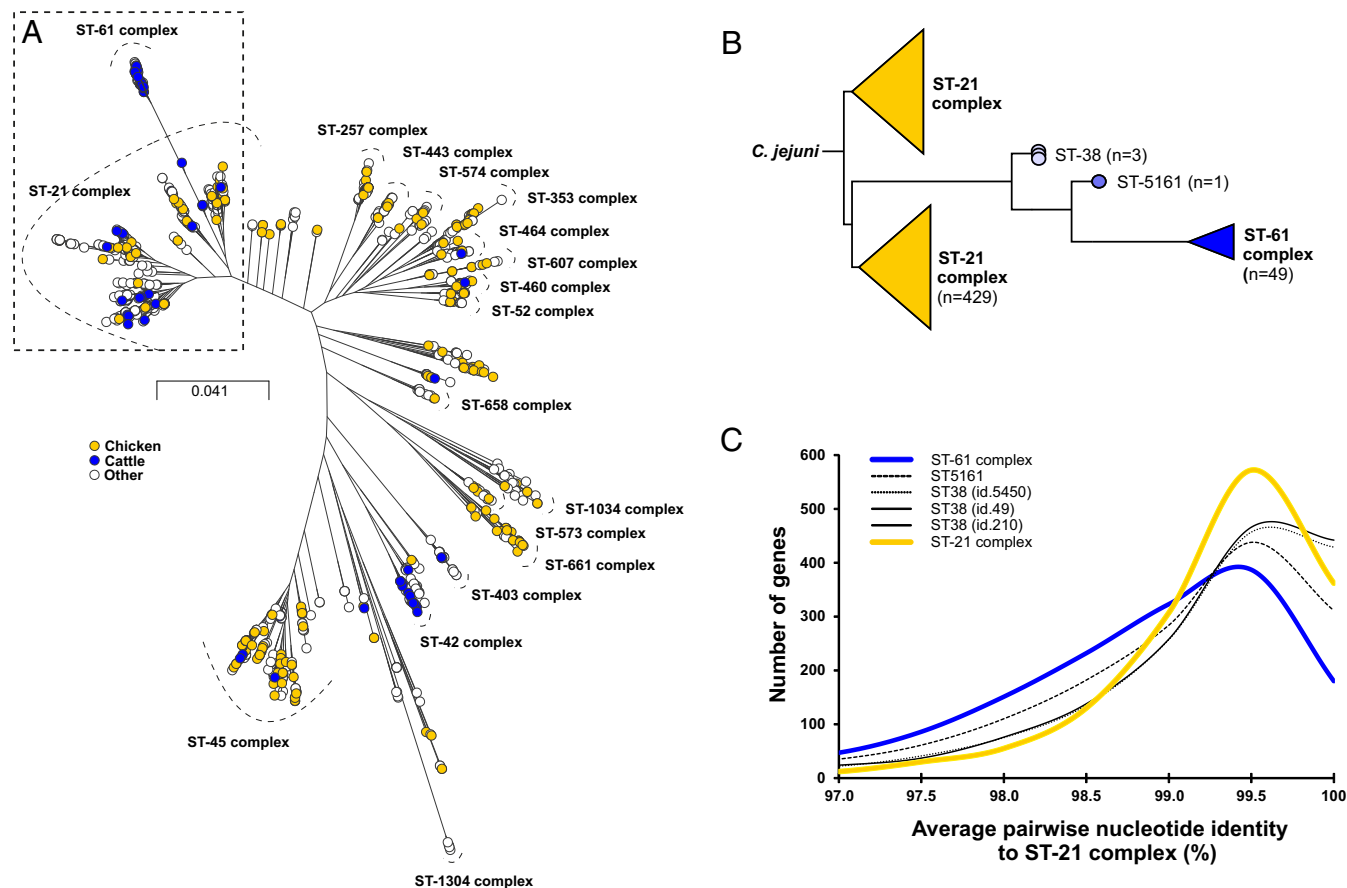 A
ST-61 complex
ST-21 complex
ST-257 complex
ST-443 complex
ST-574 complex
ST-353 complex
ST-464 complex
ST-607 complex
ST-460 complex
ST-52 complex
0.041
ST-658 complex
Chicken
Cattle
Other
ST-1034 complex
ST-573 complex
ST-661 complex
ST-403 complex
ST-42 complex
ST-45 complex
ST-1304 complex
B
C. jejuni
ST-21
complex
ST-38 (n=3)
ST-5161 (n=1)
ST-21
complex
(n=429)
ST-61
complex
(n=49)
C
Number of genes
600
500
400
300
200
100
0
ST-61 complex
ST5161
ST38 (id.5450)
ST38 (id.49)
ST38 (id.210)
ST-21 complex
97.0 97.5 98.0 98.5 99.0 99.5 100
Average pairwise nucleotide identity
to ST-21 complex (%)